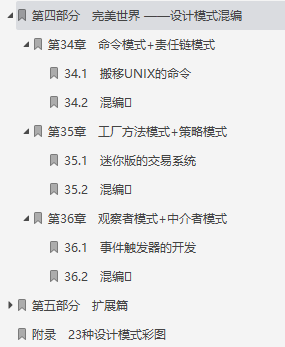 第四部分 完美世界 ——设计模式混编
第34章 命令模式+责任链模式
34.1 搬移UNIX的命令
34.2 混编
第35章 工厂方法模式+策略模式
35.1 迷你版的交易系统
35.2 混编
第36章 观察者模式+中介者模式
36.1 事件触发器的开发
36.2 混编
第五部分 扩展篇
附录 23种设计模式彩图